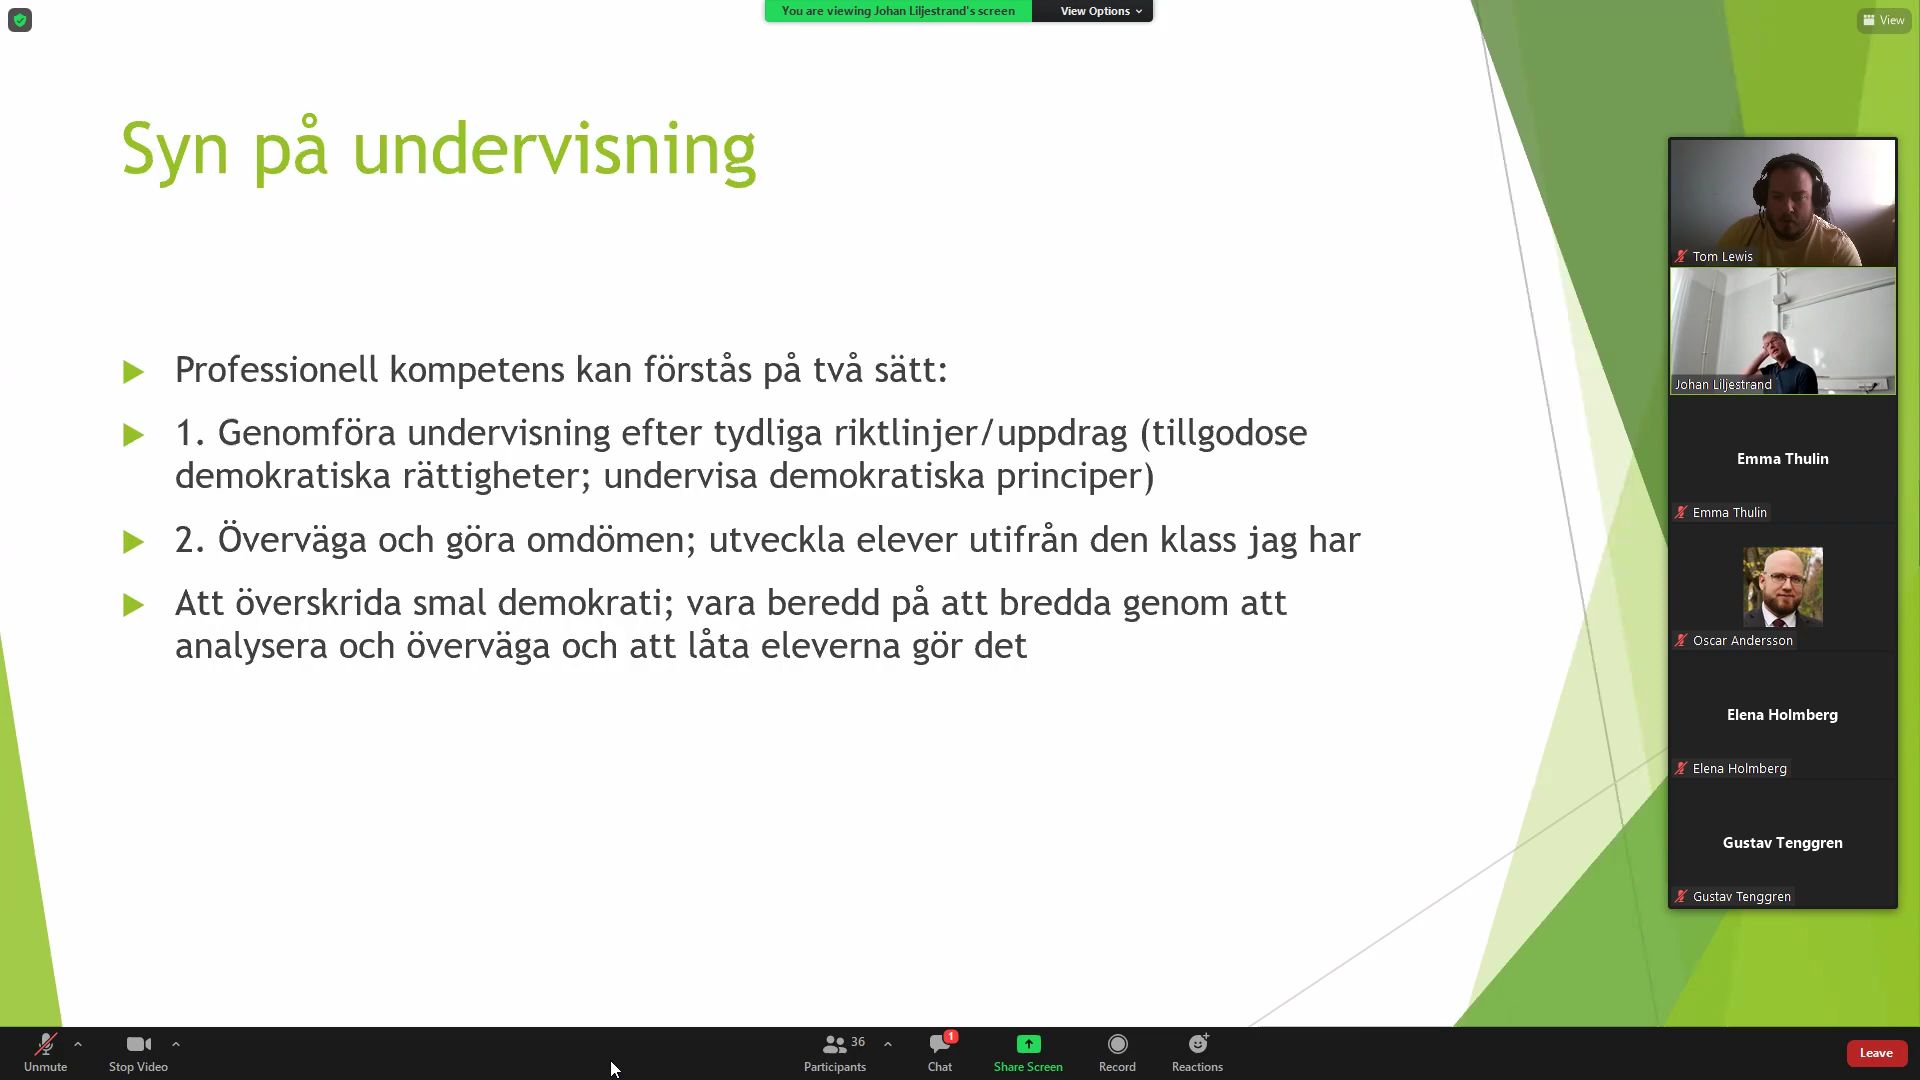 You are viewing Johan Liljestrand's screen
View Options
View
Syn på undervisning
Professionell kompetens kan förstås på två sätt:
1. Genomföra undervisning efter tydliga riktlinjer/uppdrag (tillgodose
demokratiska rättigheter; undervisa demokratiska principer)
2. Överväga och göra omdömen; utveckla elever utifrån den klass jag har
Att överskrida smal demokrati; vara beredd på att bredda genom att
analysera och överväga och att låta eleverna gör det
Tom Lewis
Johan Liljestrand
Emma Thulin
Emma Thulin
Oscar Andersson
Elena Holmberg
Elena Holmberg
Gustav Tenggren
Gustav Tenggren
Unmute
Stop Video
Participants
36
Chat
1
Share Screen
Record
Reactions
Leave